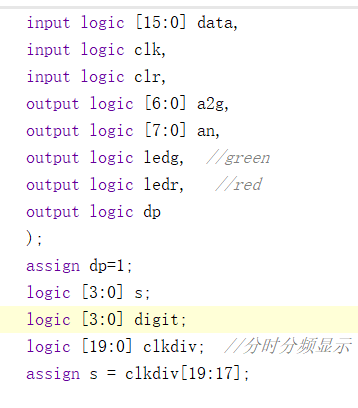 input logic [15:0] data,
input logic clk,
input logic clr,
output logic [6:0] a2g,
output logic [7:0] an,
output logic ledg,  //green
output logic ledr,   //red
output logic dp
);
assign dp=1;
logic [3:0] s;
logic [3:0] digit;
logic [19:0] clkdiv;  //分时分频显示
assign s = clkdiv[19:17];